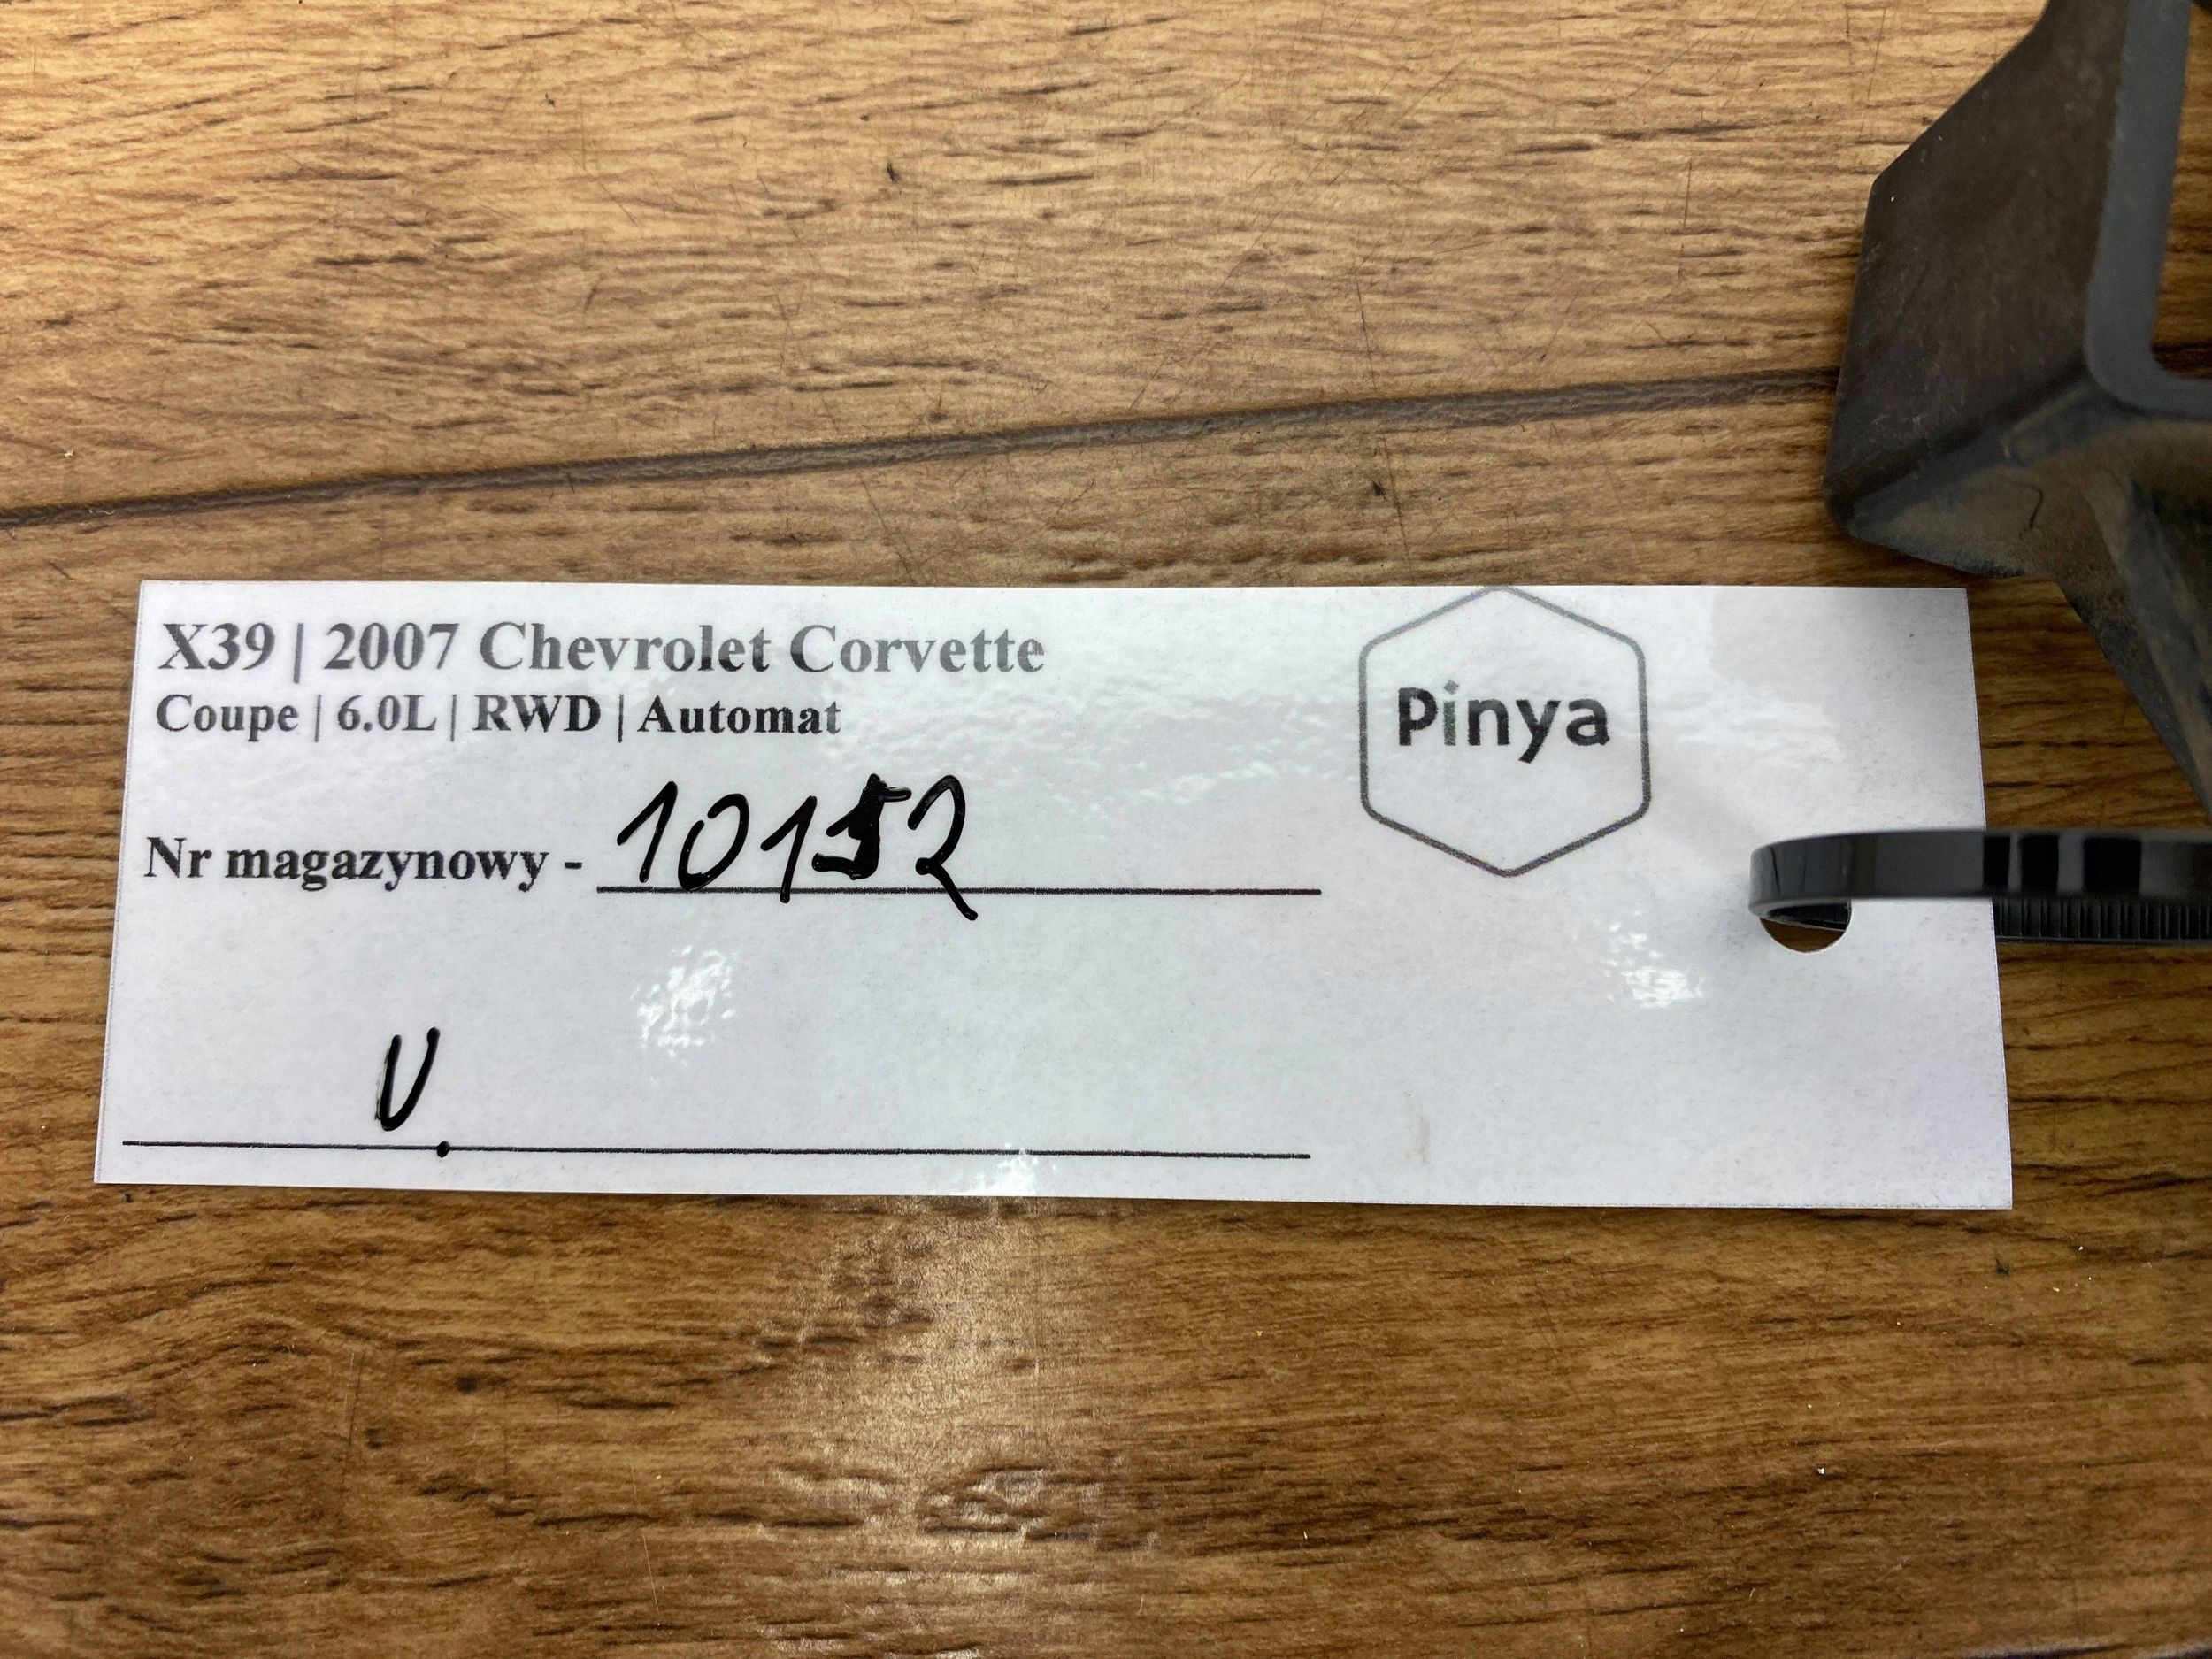 X39 | 2007 Chevrolet Corvette
Coupe | 6.0L | RWD | Automat
Pinya
Nr magazynowy - 10152
V.